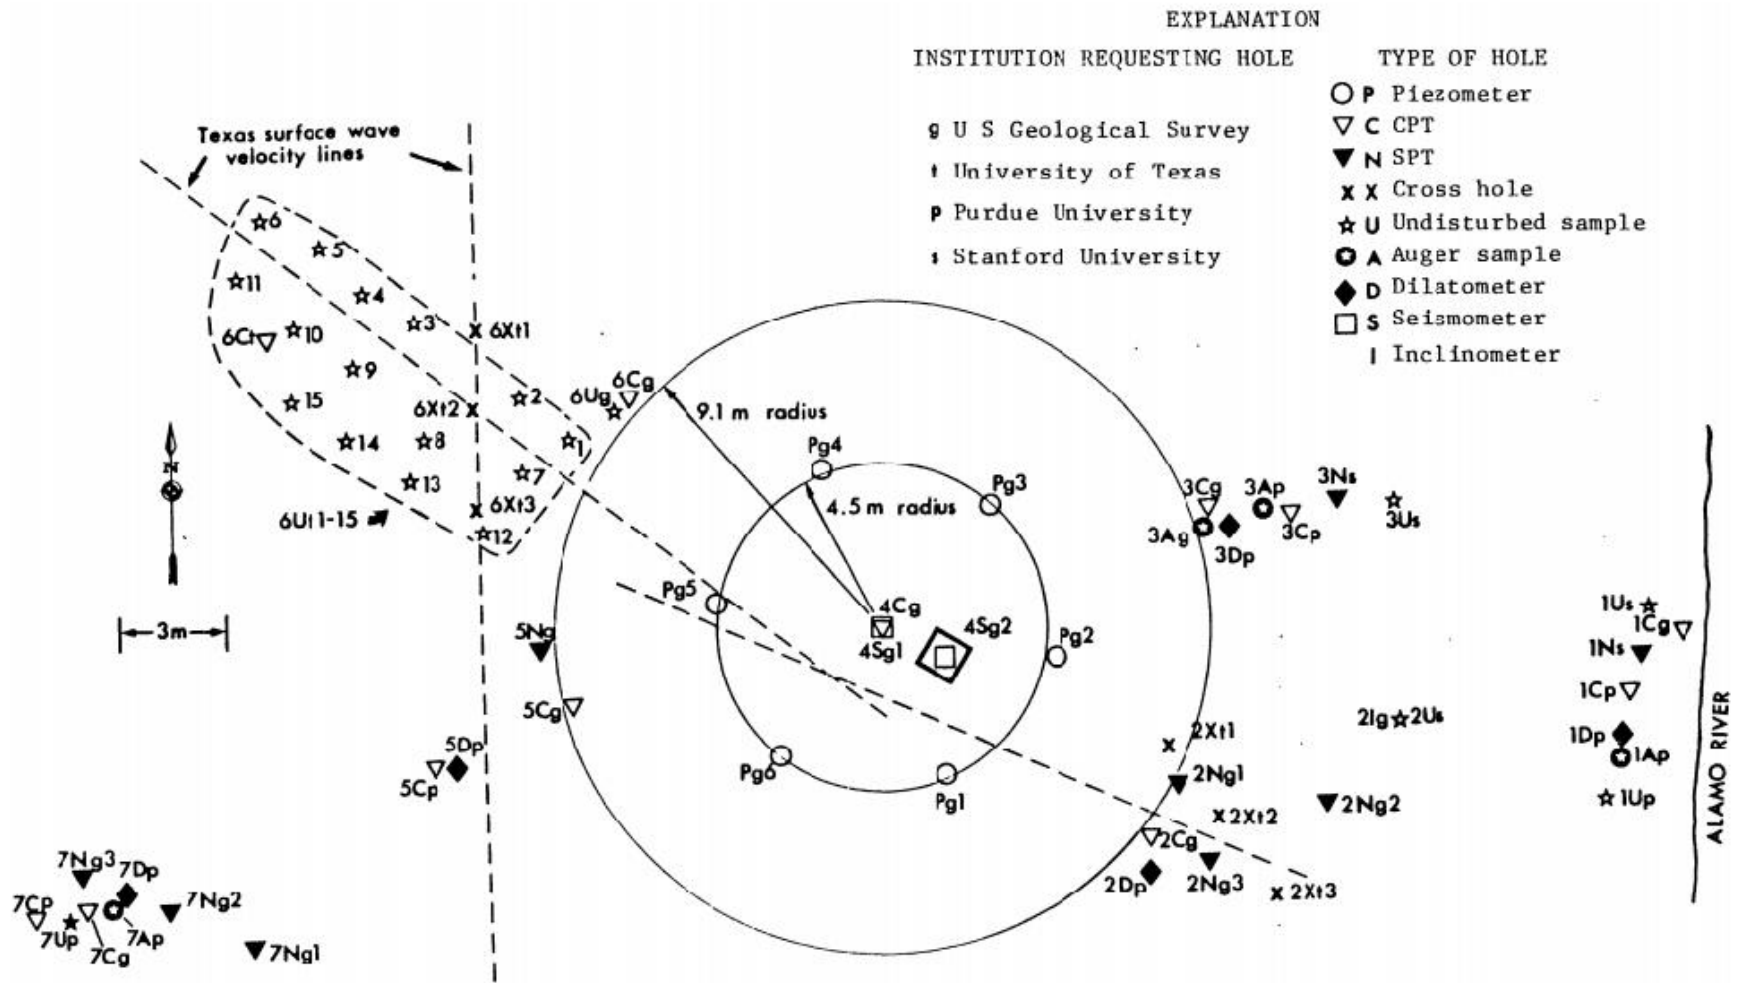 EXPLANATION
INSTITUTION REQUESTING HOLE
TYPE OF HOLE
g U S Geological Survey
t University of Texas
P Purdue University
s Stanford University
P Piezometer
C CPT
N SPT
X X Cross hole
U Undisturbed sample
A Auger sample
D Dilatometer
S Seismometer
I Inclinometer
Texas surface wave
velocity lines
6
5
11
4
3
6Ct
10
6Xt1
9
6Cg
6Ug
2
15
6Xt2
9.1 m radius
14
8
1
7
13
6Xt3
6Ut1-15
12
N
3m
Pg4
Pg3
4.5 m radius
Pg5
4Cg
4Sg1
4Sg2
Pg2
5Ng
5Cg
5Dp
5Cp
Pg6
Pg1
3Cg
3Ap
3Ns
3Ag
3Dp
3Cp
3Us
1Us
1Cg
1Ns
1Cp
2Ig
2Us
1Dp
1Ap
1Up
ALAMO RIVER
2Xt1
2Ng1
2Xt2
2Ng2
2Cg
2Dp
2Ng3
2Xt3
7Ng3
7Dp
7Cp
7Ng2
7Up
7Ap
7Cg
7Ng1